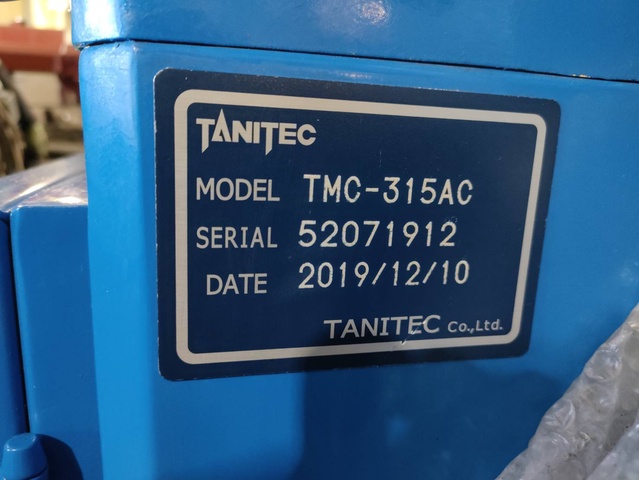 TANITEC
MODEL TMC-315AC
SERIAL 52071912
DATE 2019/12/10
TANITEC Co.,Ltd.